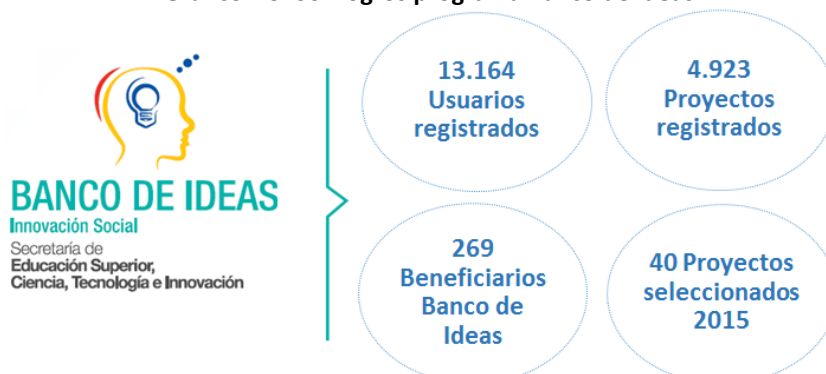 BANCO DE IDEAS
Innovación Social
Secretaría de
Educación Superior,
Ciencia, Tecnología e Innovación
13.164
Usuarios
registrados
4.923
Proyectos
registrados
269
Beneficiarios
Banco de
Ideas
40 Proyectos
seleccionados
2015